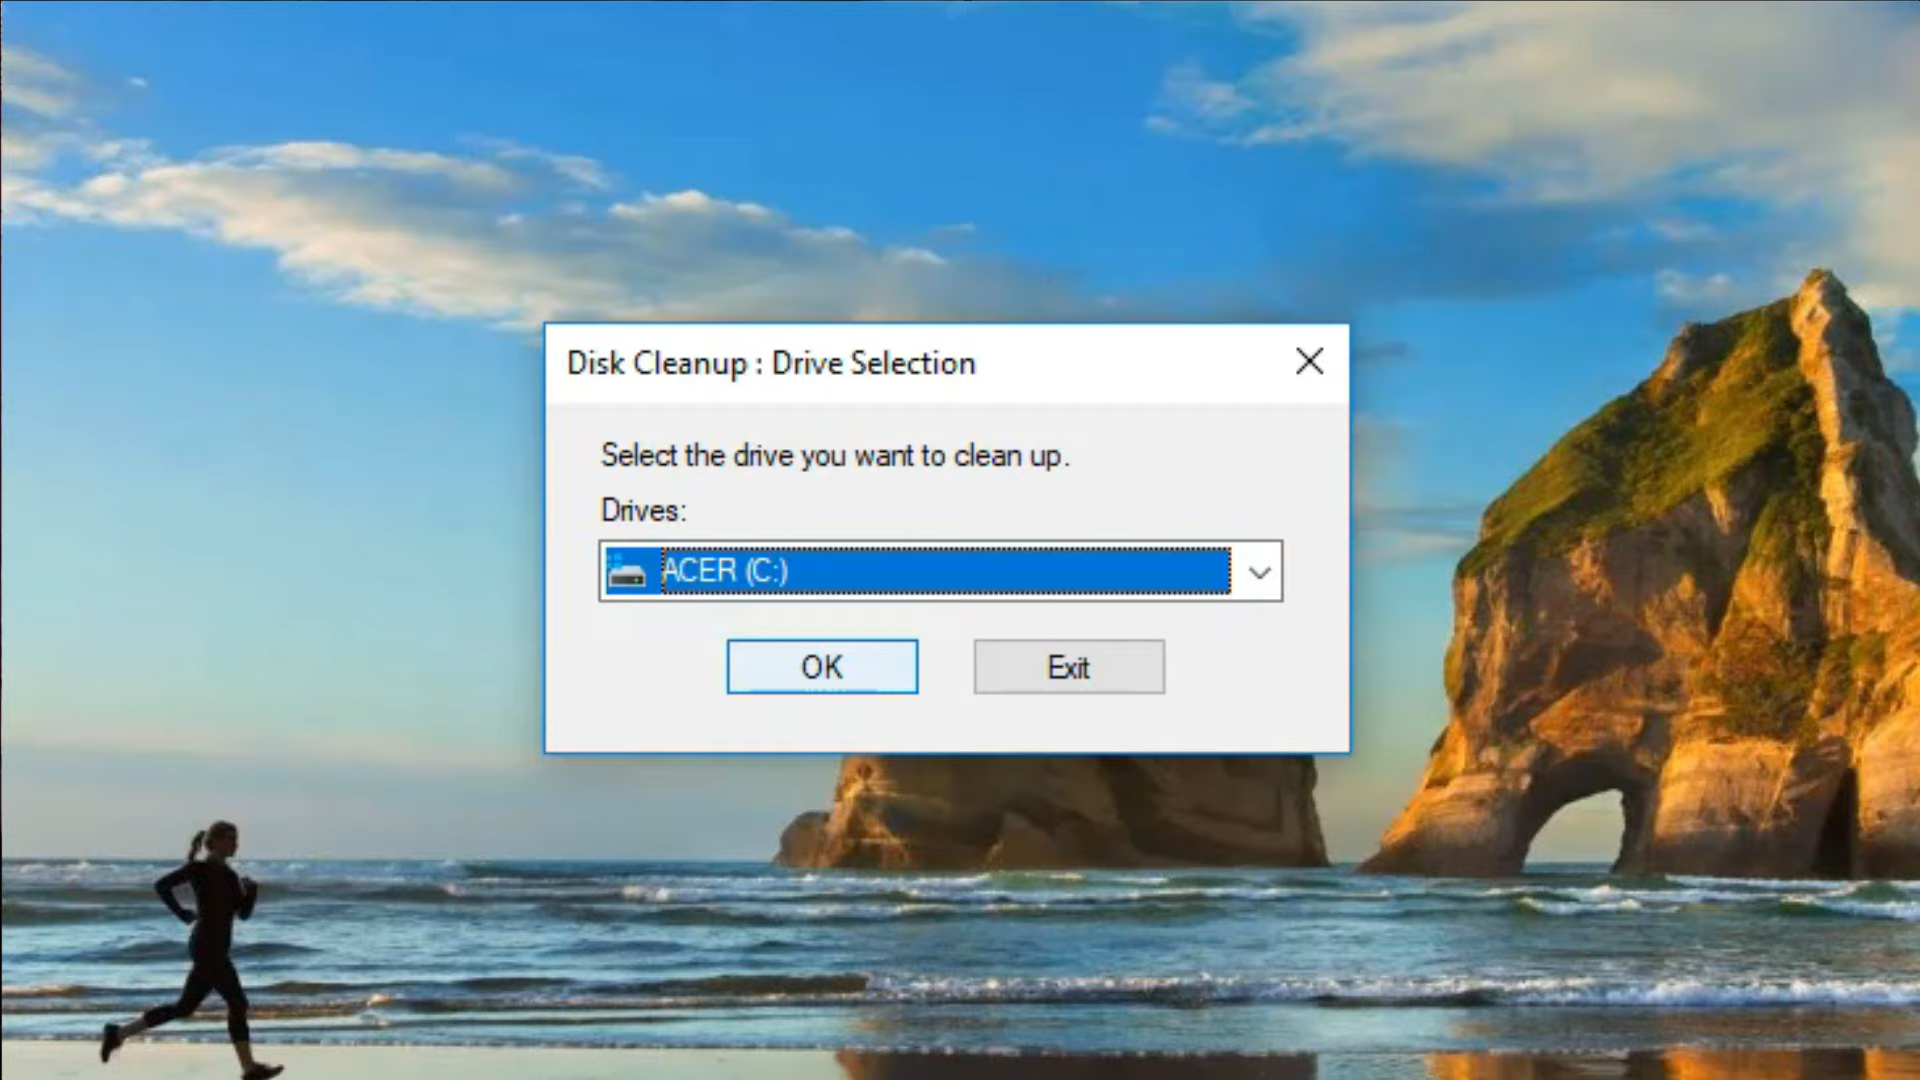 Disk Cleanup : Drive Selection
Select the drive you want to clean up.
Drives:
ACER (C:)
OK
Exit